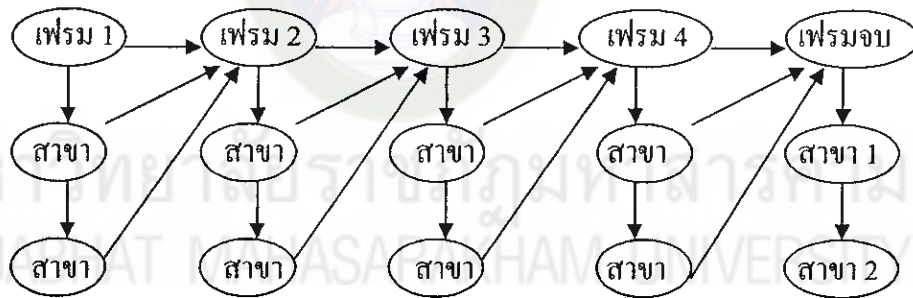 เฟรม 1 เฟรม 2 เฟรม 3 เฟรม 4 เฟรมจบ
สาขา สาขา สาขา สวขา สวขา 1
สาขา สาขา สาขา สวขา สาขา 2
UNIVERSITY